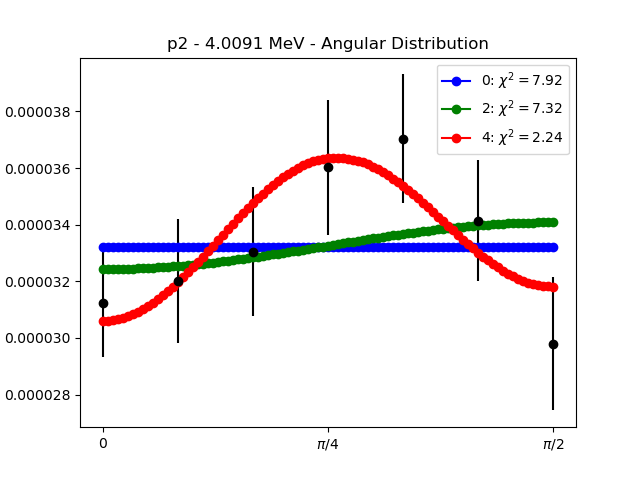 p2 - 4.0091 MeV - Angular Distribution
0: χ² = 7.92
2: χ² = 7.32
4: χ² = 2.24
0.000038
0.000036
0.000034
0.000032
0.000030
0.000028
0
π/4
π/2